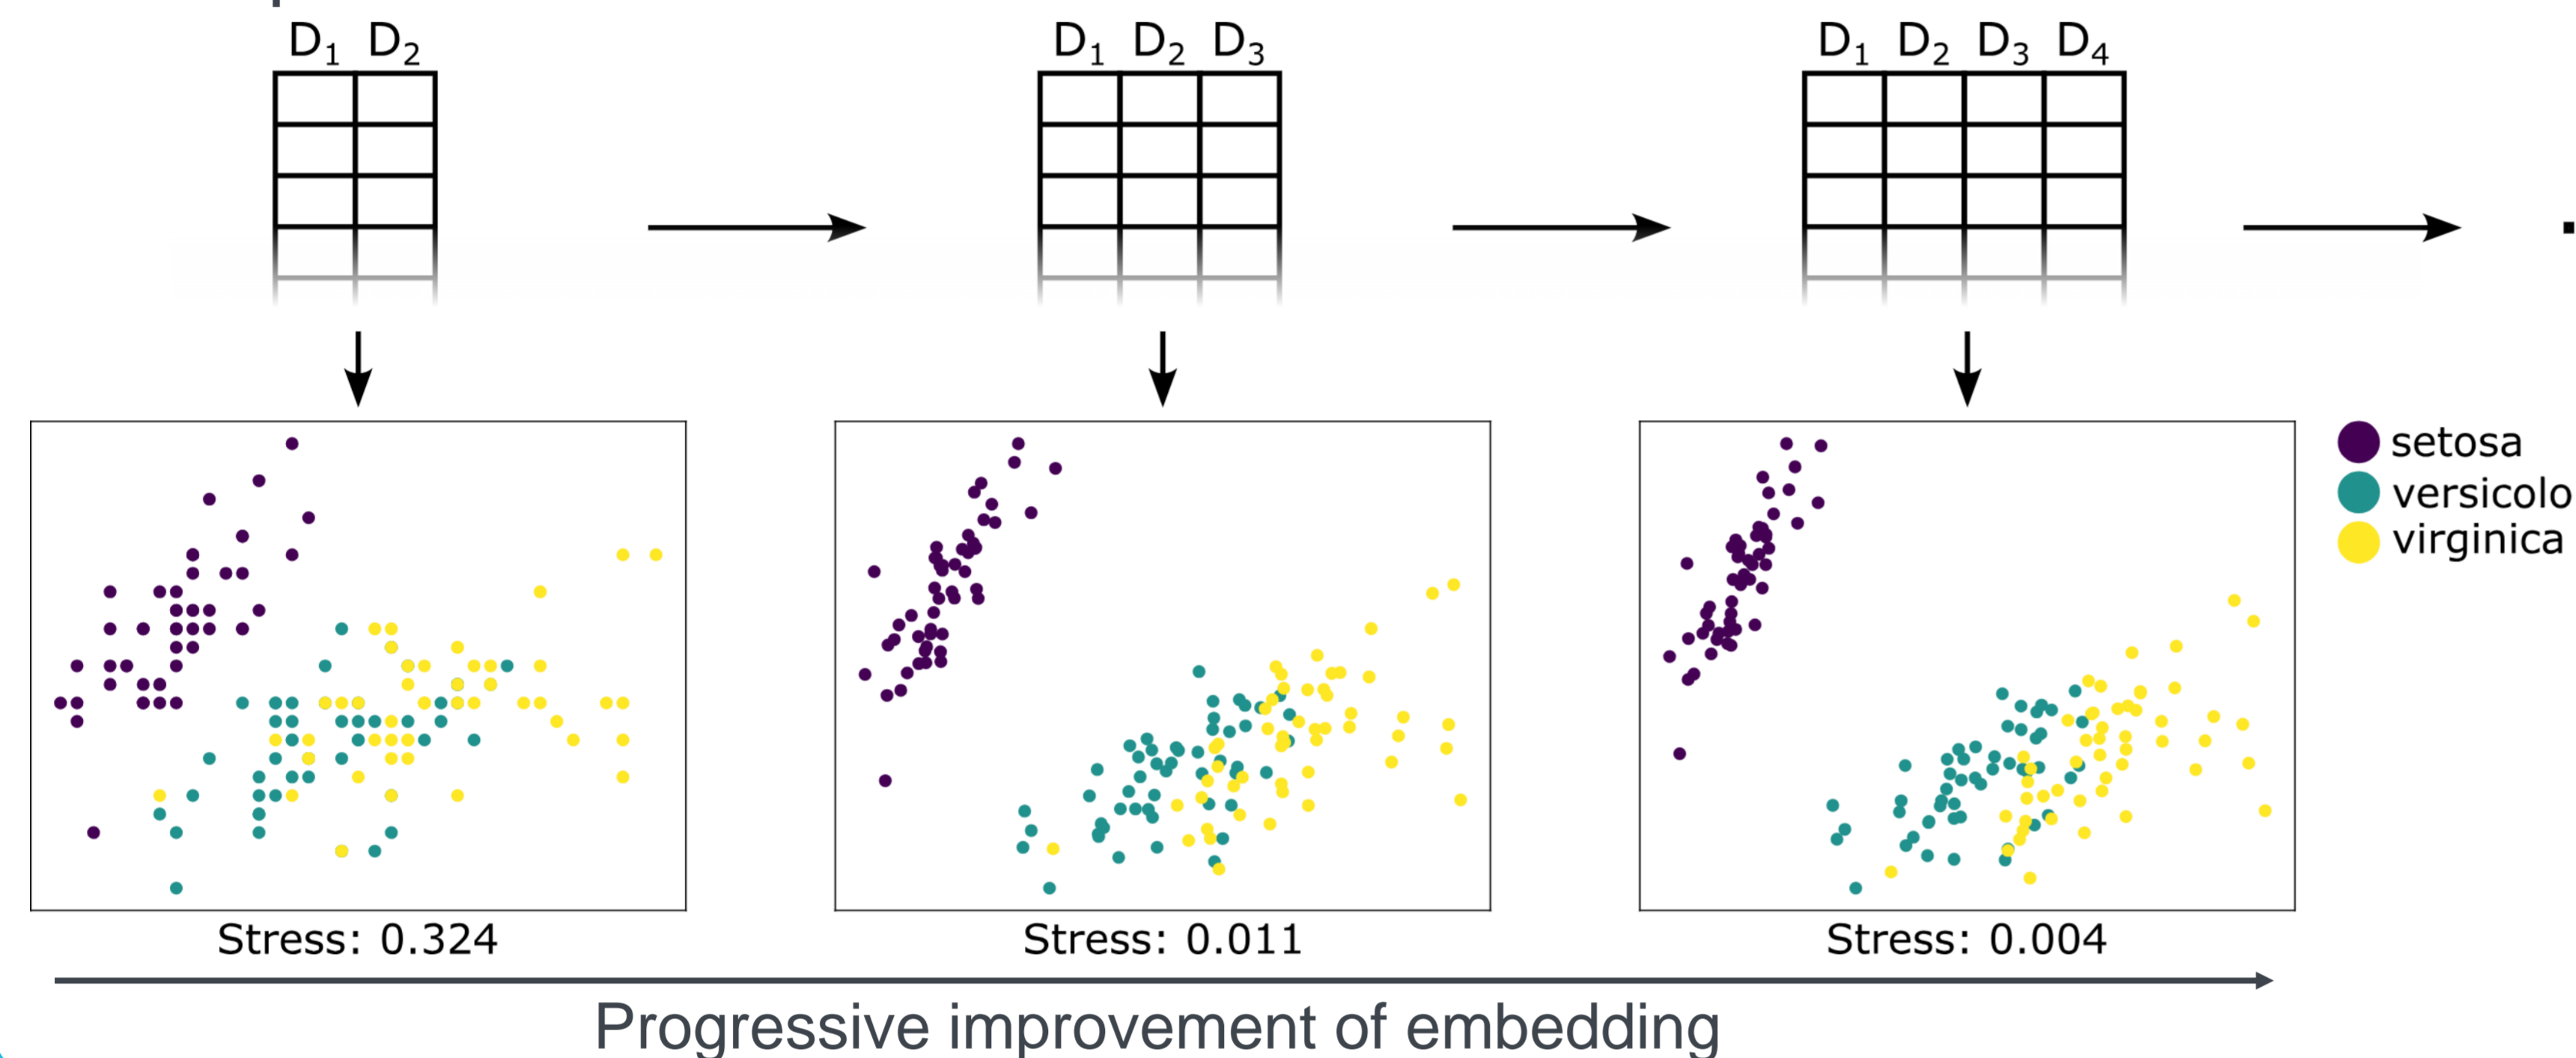 D₁ D₂
D₁ D₂ D₃
D₁ D₂ D₃ D₄
setosa
versicolo
virginica
Stress: 0.324
Stress: 0.011
Stress: 0.004
Progressive improvement of embedding